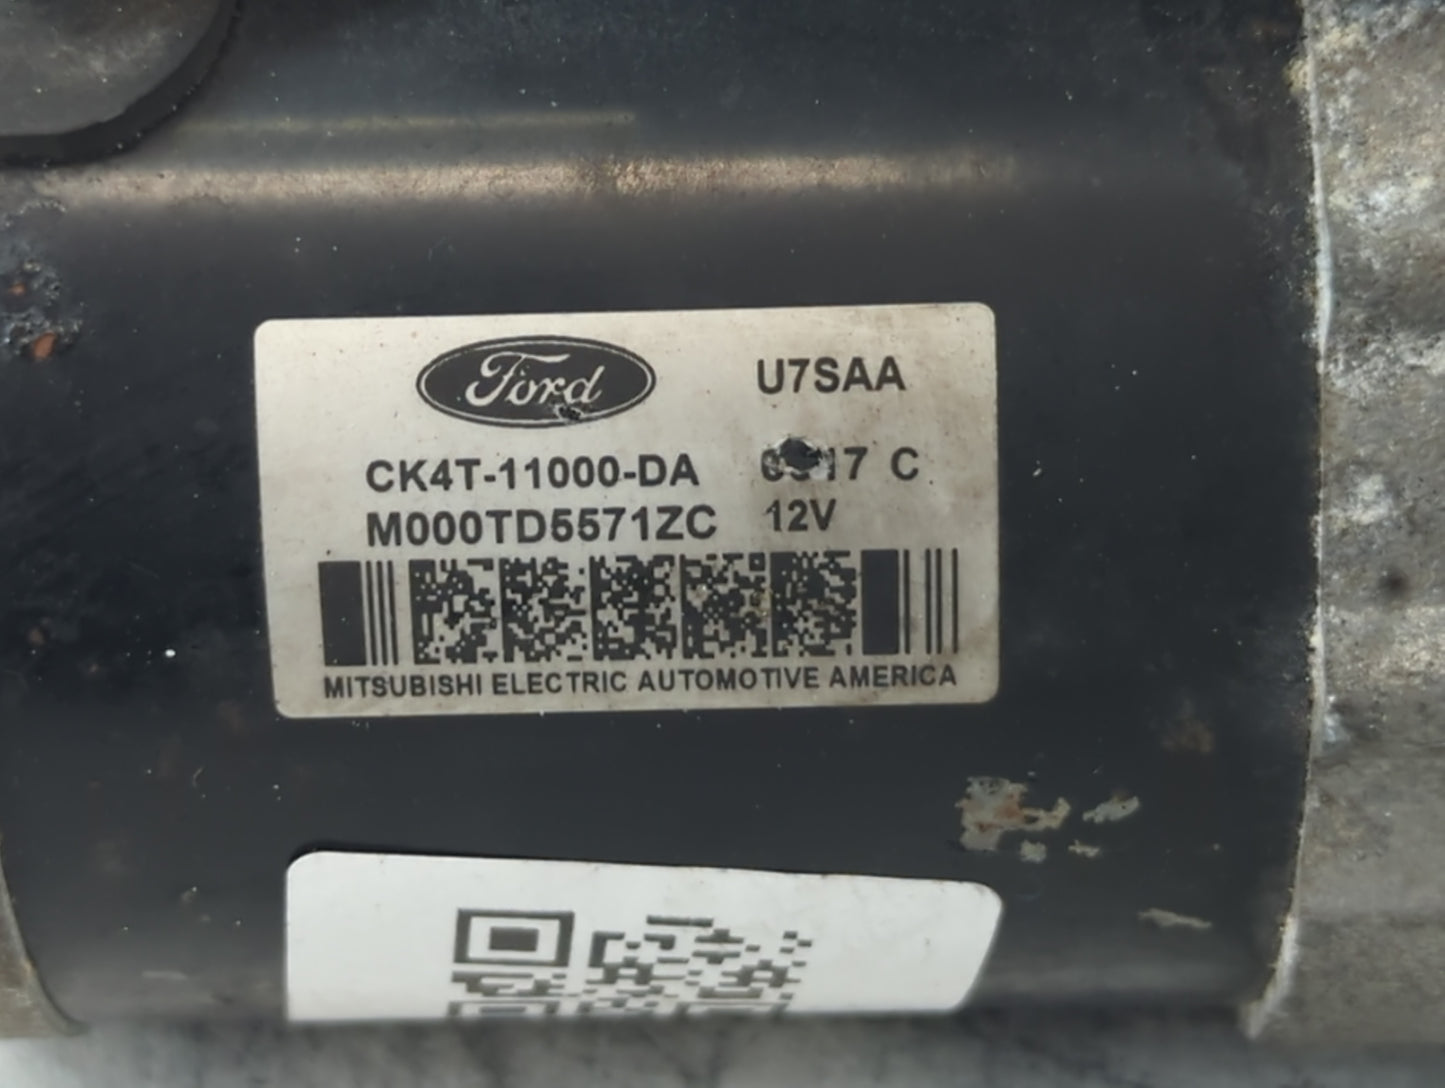 Ford U7SAA
CK4T-11000-DA C
M000TD5571ZC 12V
MITSUBISHI ELECTRIC AUTOMOTIVE AMERICA